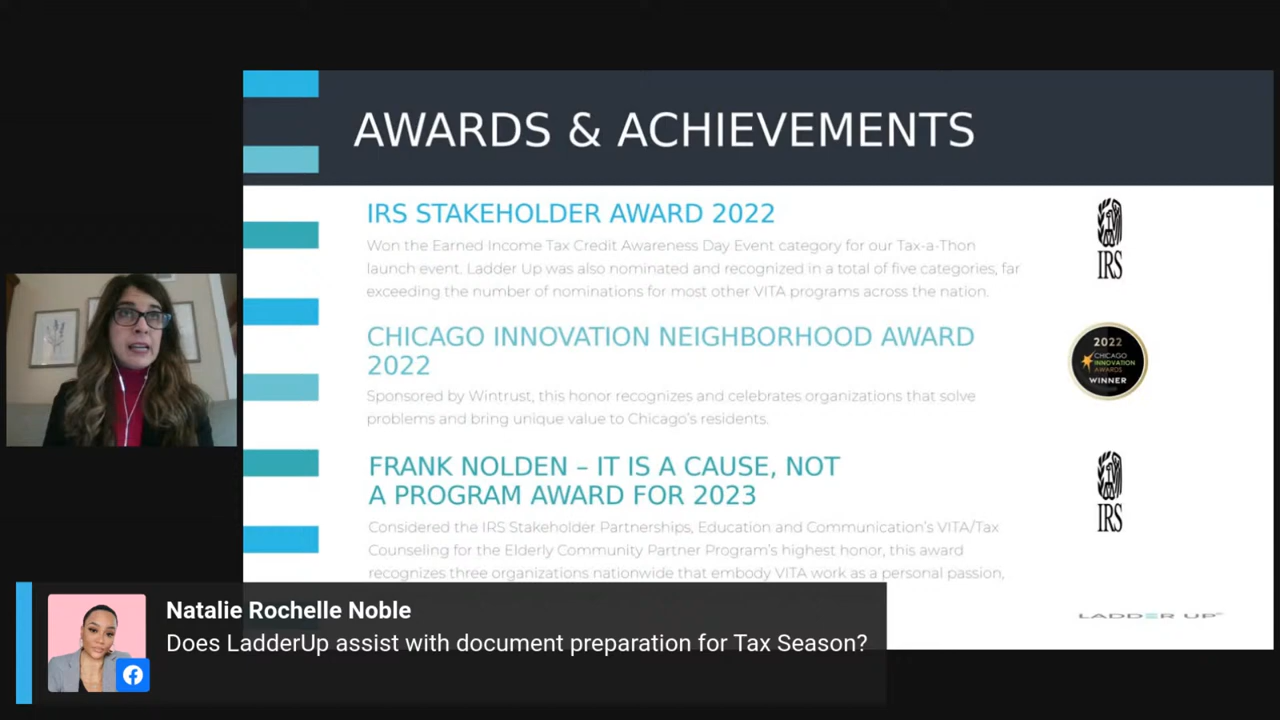 AWARDS & ACHIEVEMENTS
IRS STAKEHOLDER AWARD 2022
Won the Earned Income Tax Credit Awareness Day Event category for our Tax-a-Thon
launch event. Ladder Up was also nominated and recognized in a total of five categories, far
exceeding the number of nominations for most other VITA programs across the nation.
IRS
CHICAGO INNOVATION NEIGHBORHOOD AWARD
2022
Sponsored by Wintrust, this honor recognizes and celebrates organizations that solve
problems and bring unique value to Chicago's residents.
2022
CHICAGO
INNOVATION
AWARDS
WINNER
FRANK NOLDEN – IT IS A CAUSE, NOT
A PROGRAM AWARD FOR 2023
Considered the IRS Stakeholder Partnerships, Education and Communication's VITA/Tax
Counseling for the Elderly Community Partner Program's highest honor, this award
recognizes three organizations nationwide that embody VITA work as a personal passion,
IRS
LADDER UP
Natalie Rochelle Noble
Does LadderUp assist with document preparation for Tax Season?